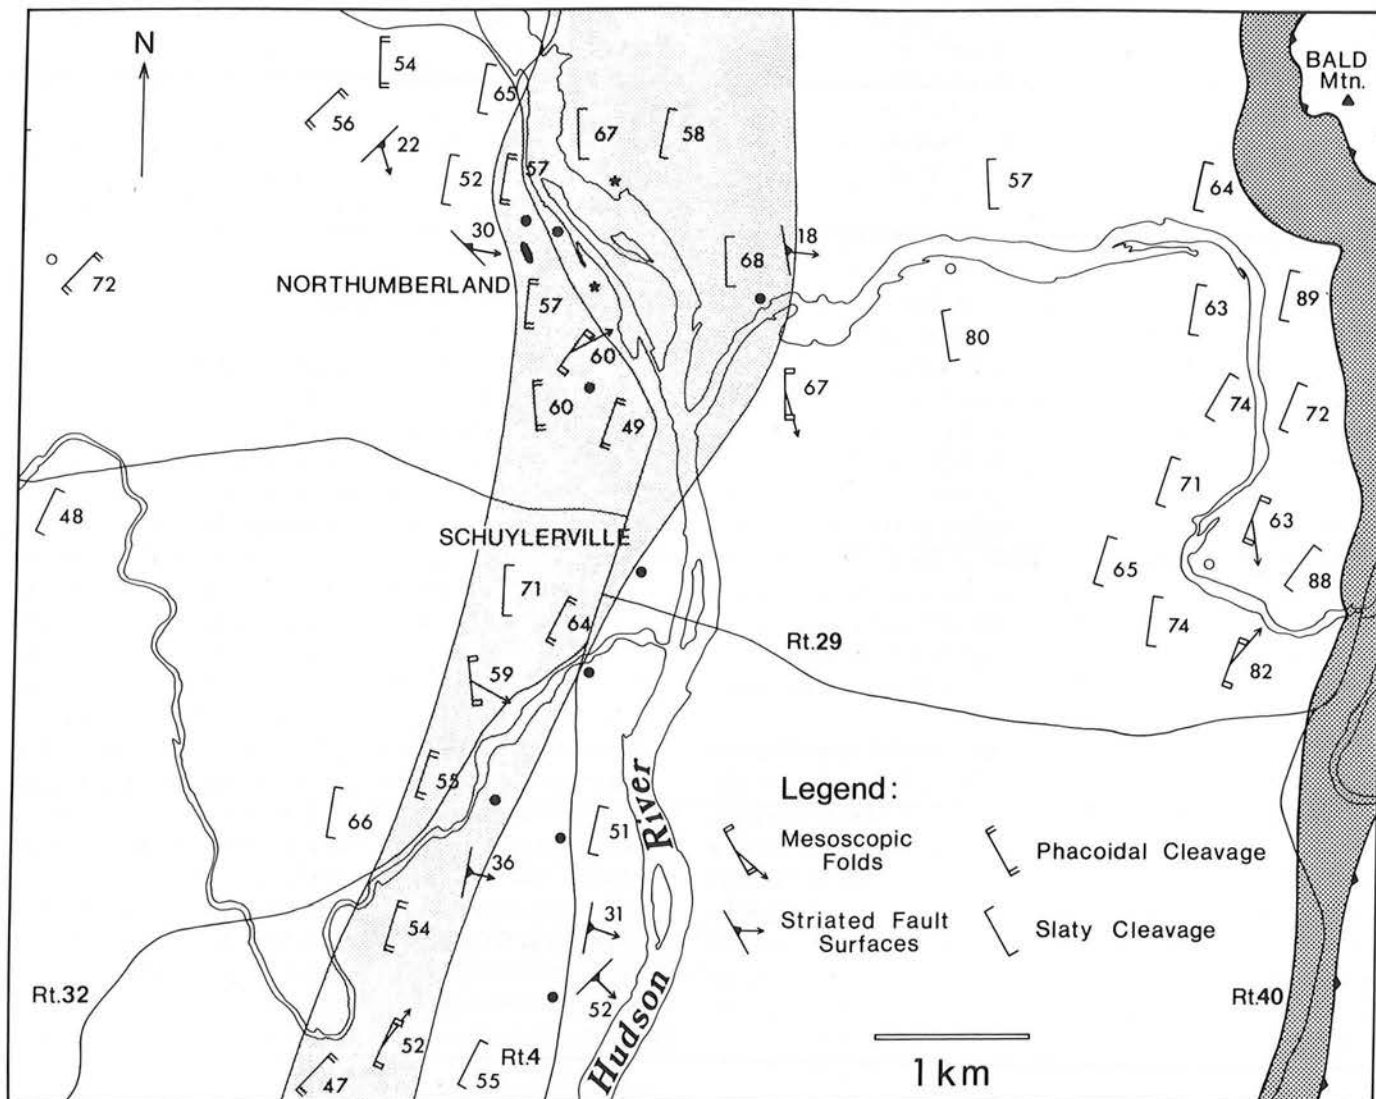 N
54
65
56
22
67
58
BALD
Mtn.
52
57
57
64
30
18
72
68
NORTHUMBERLAND
57
63
89
80
60
67
60
49
74
72
48
71
63
SCHUYLERVILLE
71
65
88
64
74
Rt.29
59
82
55
Legend:
66
51
Mesoscopic
Folds
Phacoidal Cleavage
36
54
31
Striated Fault
Surfaces
Slaty Cleavage
Rt.32
52
Rt.40
52
Rt.4
47
55
Hudson River
1km